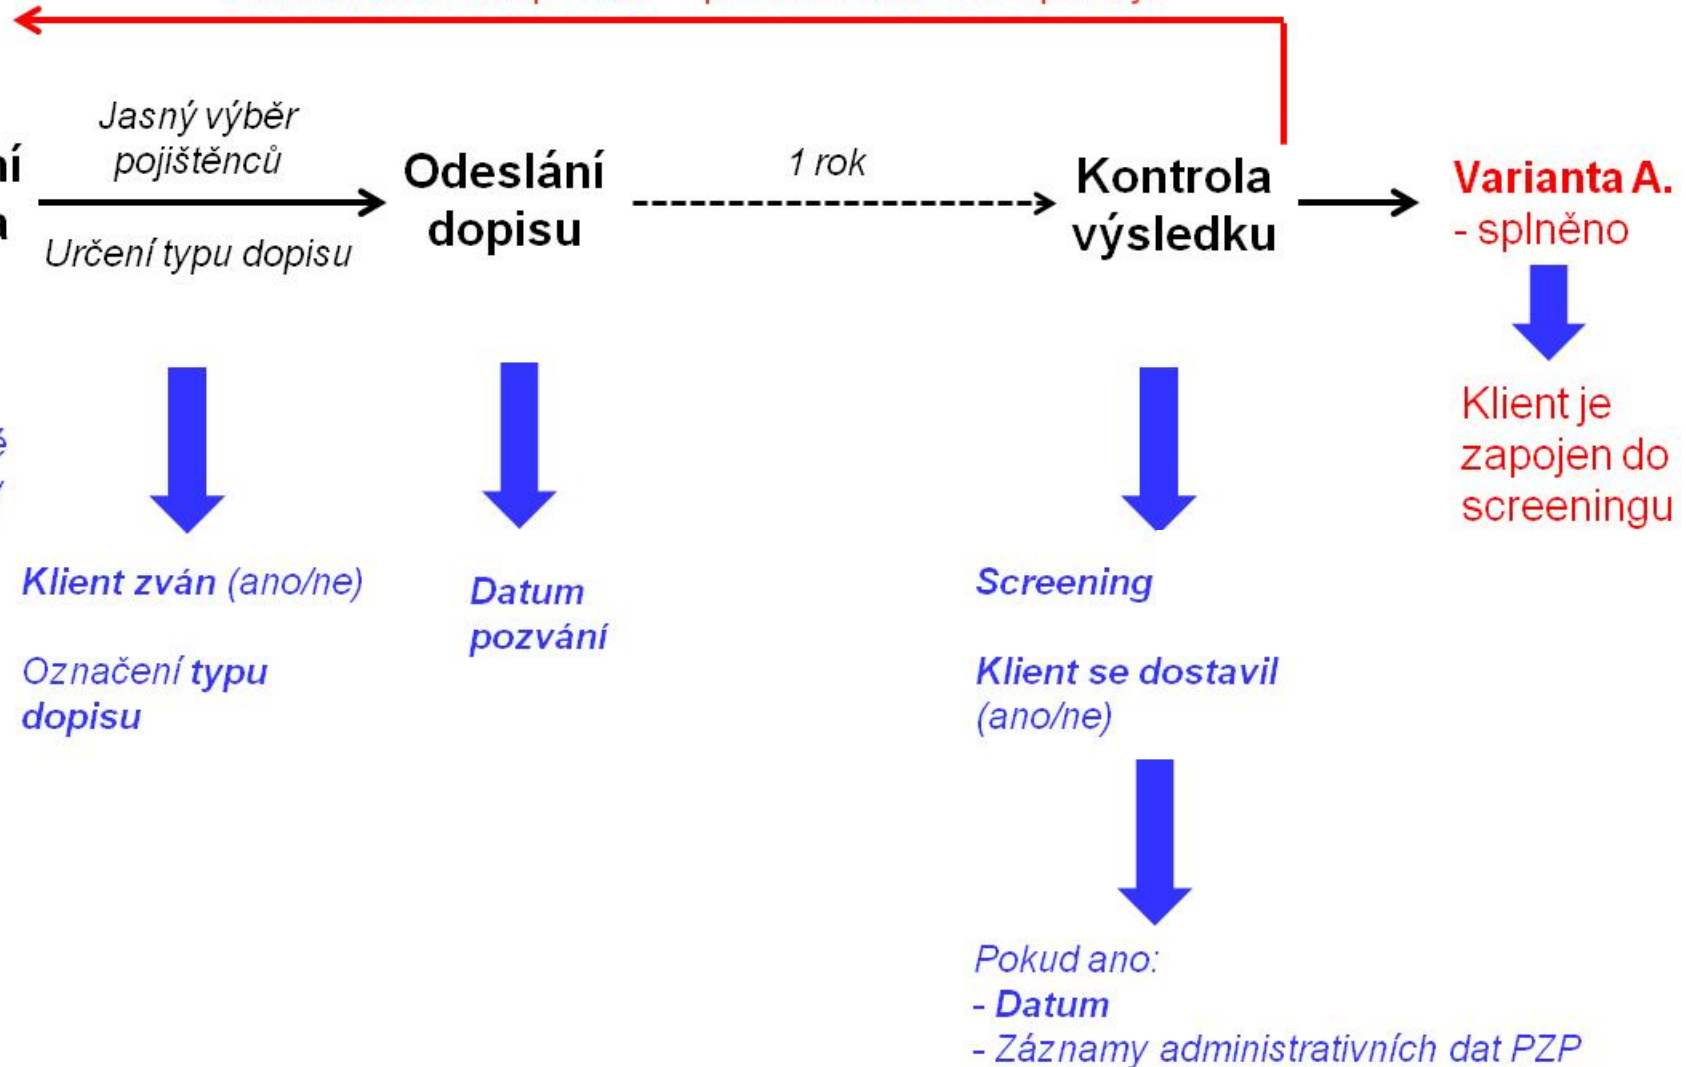 Jasný výběr
pojištěnců
Určení typu dopisu
Odeslání
dopisu
1 rok
Kontrola
výsledku
Varianta A.
- splněno
Klient je
zapojen do
screeningu
Klient zván (ano/ne)
Označení typu
dopisu
Datum
pozvání
Screening
Klient se dostavil
(ano/ne)
Pokud ano:
- Datum
- Záznamy administrativních dat PZP